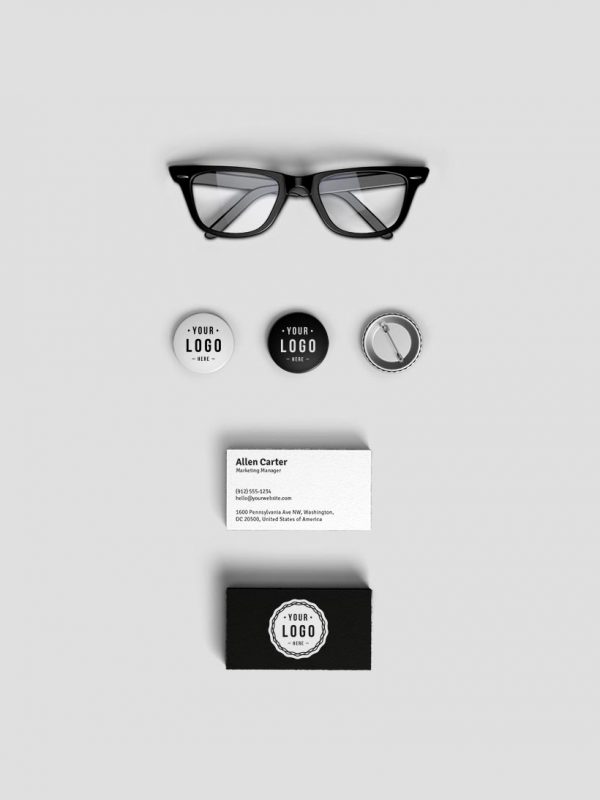 • YOUR •
LOGO
– HERE –
• YOUR •
LOGO
– HERE –
Allen Carter
Marketing Manager
(912) 555-1234
hello@yourwebsite.com
1600 Pennsylvania Ave NW, Washington,
DC 20500, United States of America
• YOUR •
LOGO
– HERE –